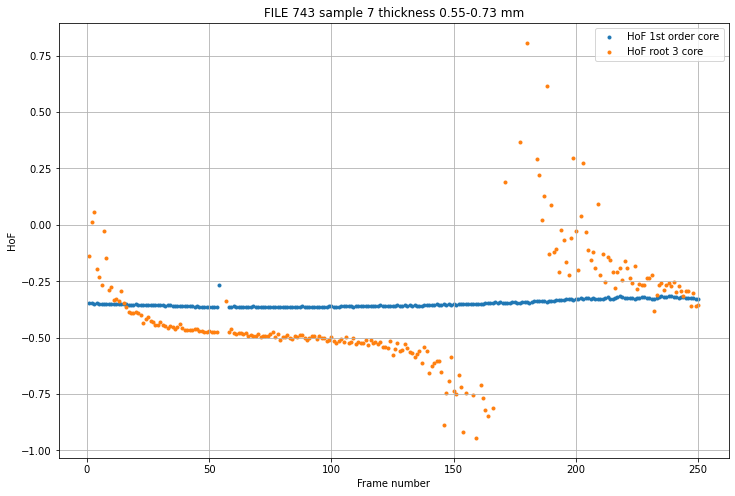 FILE 743 sample 7 thickness 0.55-0.73 mm
HoF 1st order core
HoF root 3 core
HoF
0.75
0.50
0.25
0.00
−0.25
−0.50
−0.75
−1.00
0 50 100 150 200 250
Frame number